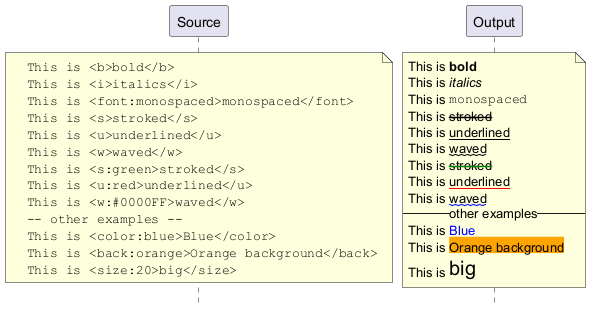 Source
This is <b>bold</b>
This is <i>italics</i>
This is <font:monospaced>monospaced</font>
This is <s>stroked</s>
This is <u>underlined</u>
This is <w>waved</w>
This is <s:green>stroked</s>
This is <u:red>underlined</u>
This is <w:#0000FF>waved</w>
-- other examples --
This is <color:blue>Blue</color>
This is <back:orange>Orange background</back>
This is <size:20>big</size>
Output
This is bold
This is italics
This is monospaced
This is stroked
This is underlined
This is waved
This is stroked
This is underlined
This is waved
other examples
This is Blue
This is Orange background
This is big